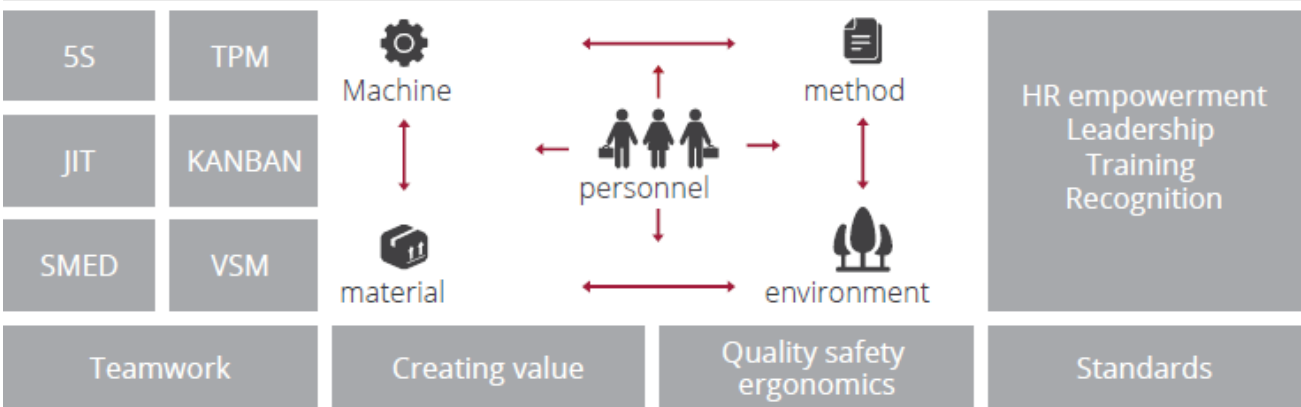 5S
TPM
JIT
KANBAN
SMED
VSM
Machine
method
personnel
material
environment
HR empowerment
Leadership
Training
Recognition
Teamwork
Creating value
Quality safety
ergonomics
Standards